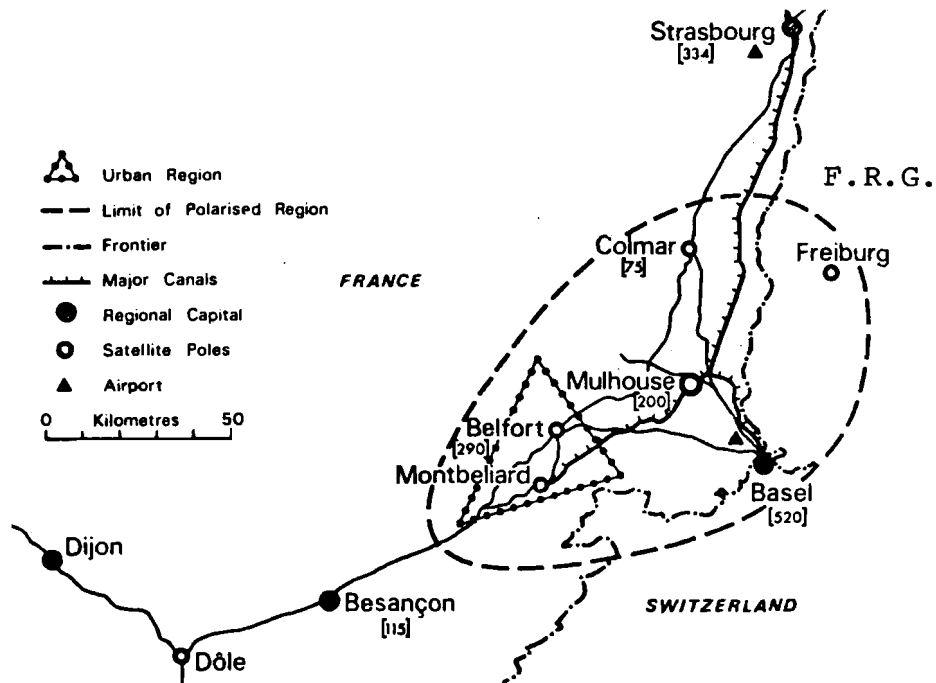 Strasbourg
[334]
F.R.G.
Urban Region
Limit of Polarised Region
Frontier
Major Canals
Regional Capital
Satellite Poles
Airport
0 Kilometres 50
FRANCE
Colmar
[75]
Freiburg
Mulhouse
[200]
Belfort
[290]
Montbeliard
Basel
[520]
Dijon
Besançon
[115]
SWITZERLAND
Dôle